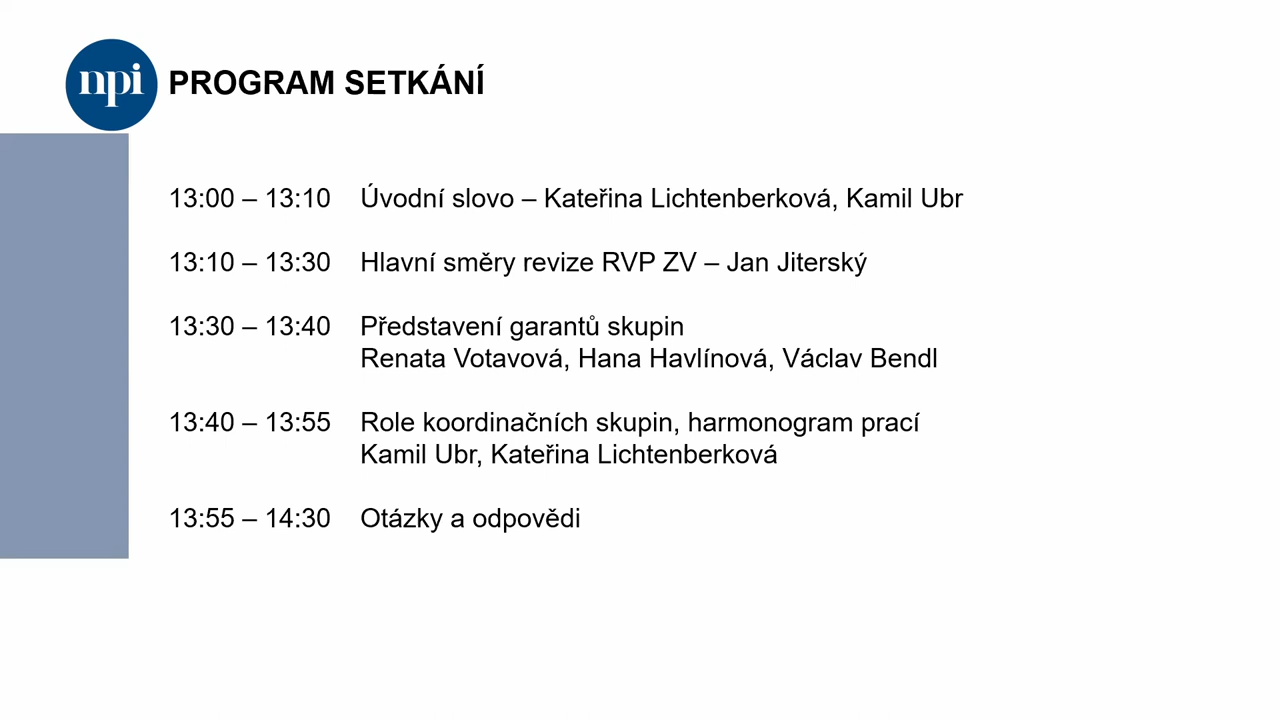 npi
PROGRAM SETKÁNÍ
13:00 – 13:10 Úvodní slovo – Kateřina Lichtenberková, Kamil Ubr
13:10 – 13:30 Hlavní směry revize RVP ZV – Jan Jiterský
13:30 – 13:40 Představení garantů skupin
Renata Votavová, Hana Havlínová, Václav Bendl
13:40 – 13:55 Role koordinačních skupin, harmonogram prací
Kamil Ubr, Kateřina Lichtenberková
13:55 – 14:30 Otázky a odpovědi